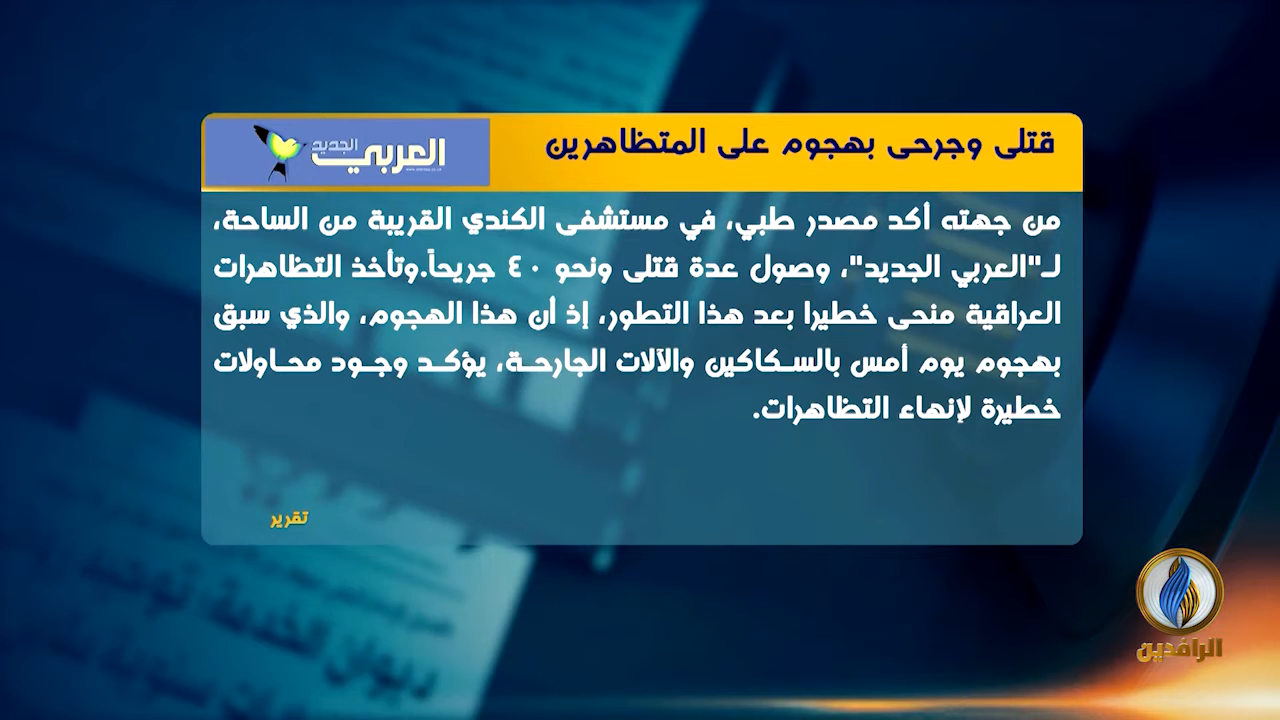 قتلى وجرحى بهجوم على المتظاهرين
العربي الجديد
من جهته أكد مصدر طبي، في مستشفى الكندي القريبة من الساحة،
لـ"العربي الجديد"، وصول عدة قتلى ونحو ٤٠ جريحاً.وتأخذ التظاهرات
العراقية منحى خطيرا بعد هذا التطور، إذ أن هذا الهجوم، والذي سبق
بهجوم يوم أمس بالسكاكين والآلات الجارحة، يؤكد وجود محاولات
خطيرة لإنهاء التظاهرات.
تقرير
الرافدين
ديوان الخدمة: